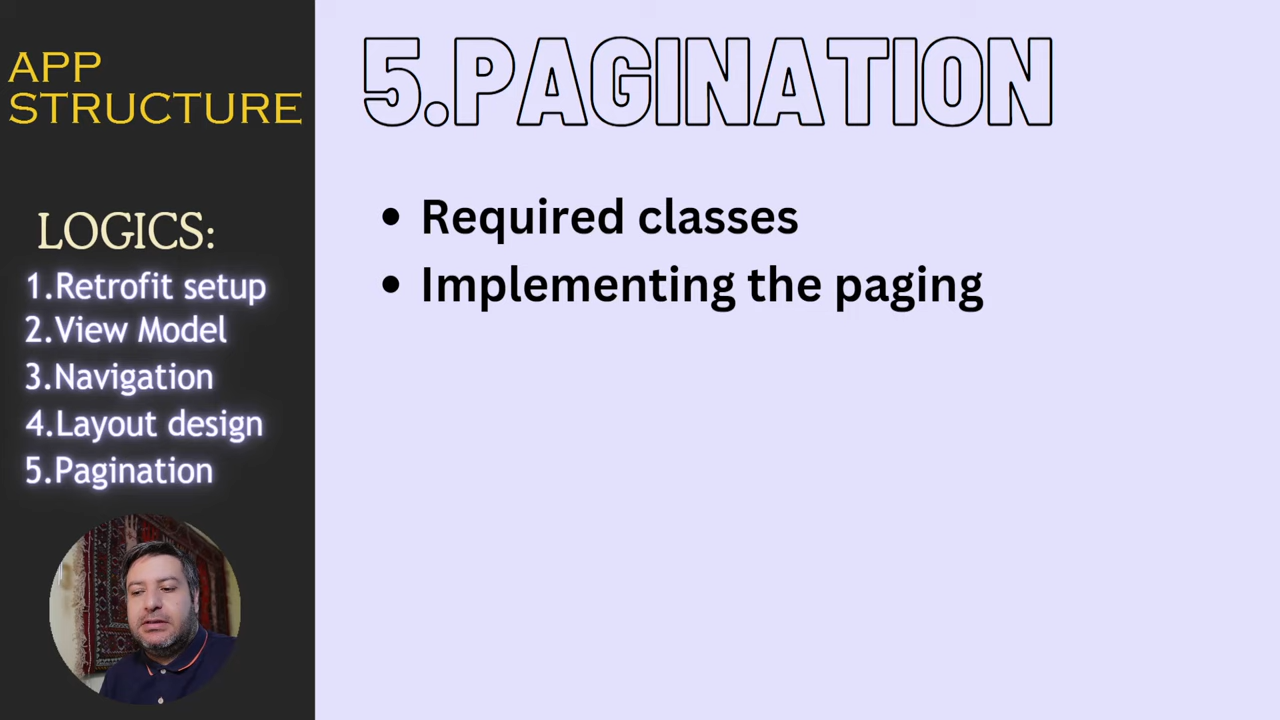 APP
STRUCTURE
LOGICS:
1.Retrofit setup
2.View Model
3.Navigation
4.Layout design
5.Pagination
5.PAGINATION
• Required classes
• Implementing the paging